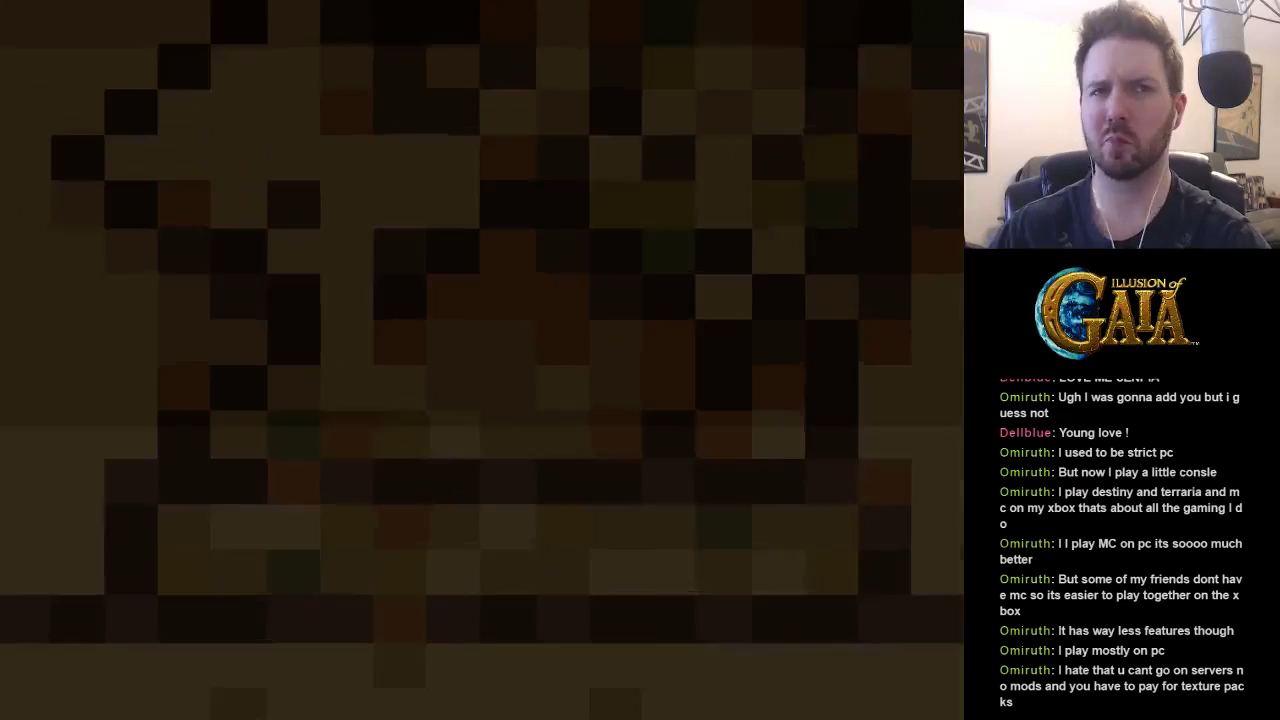 ILLUSION of
GAIA
Dellblue: LOVE ME SENPIA
Omiruth: Ugh I was gonna add you but i g
uess not
Dellblue: Young love !
Omiruth: I used to be strict pc
Omiruth: But now I play a little consle
Omiruth: I play destiny and terraria and m
c on my xbox thats about all the gaming I d
o
Omiruth: I I play MC on pc its soooo much
better
Omiruth: But some of my friends dont hav
e mc so its easier to play together on the x
box
Omiruth: It has way less features though
Omiruth: I play mostly on pc
Omiruth: I hate that u cant go on servers n
o mods and you have to pay for texture pac
ks